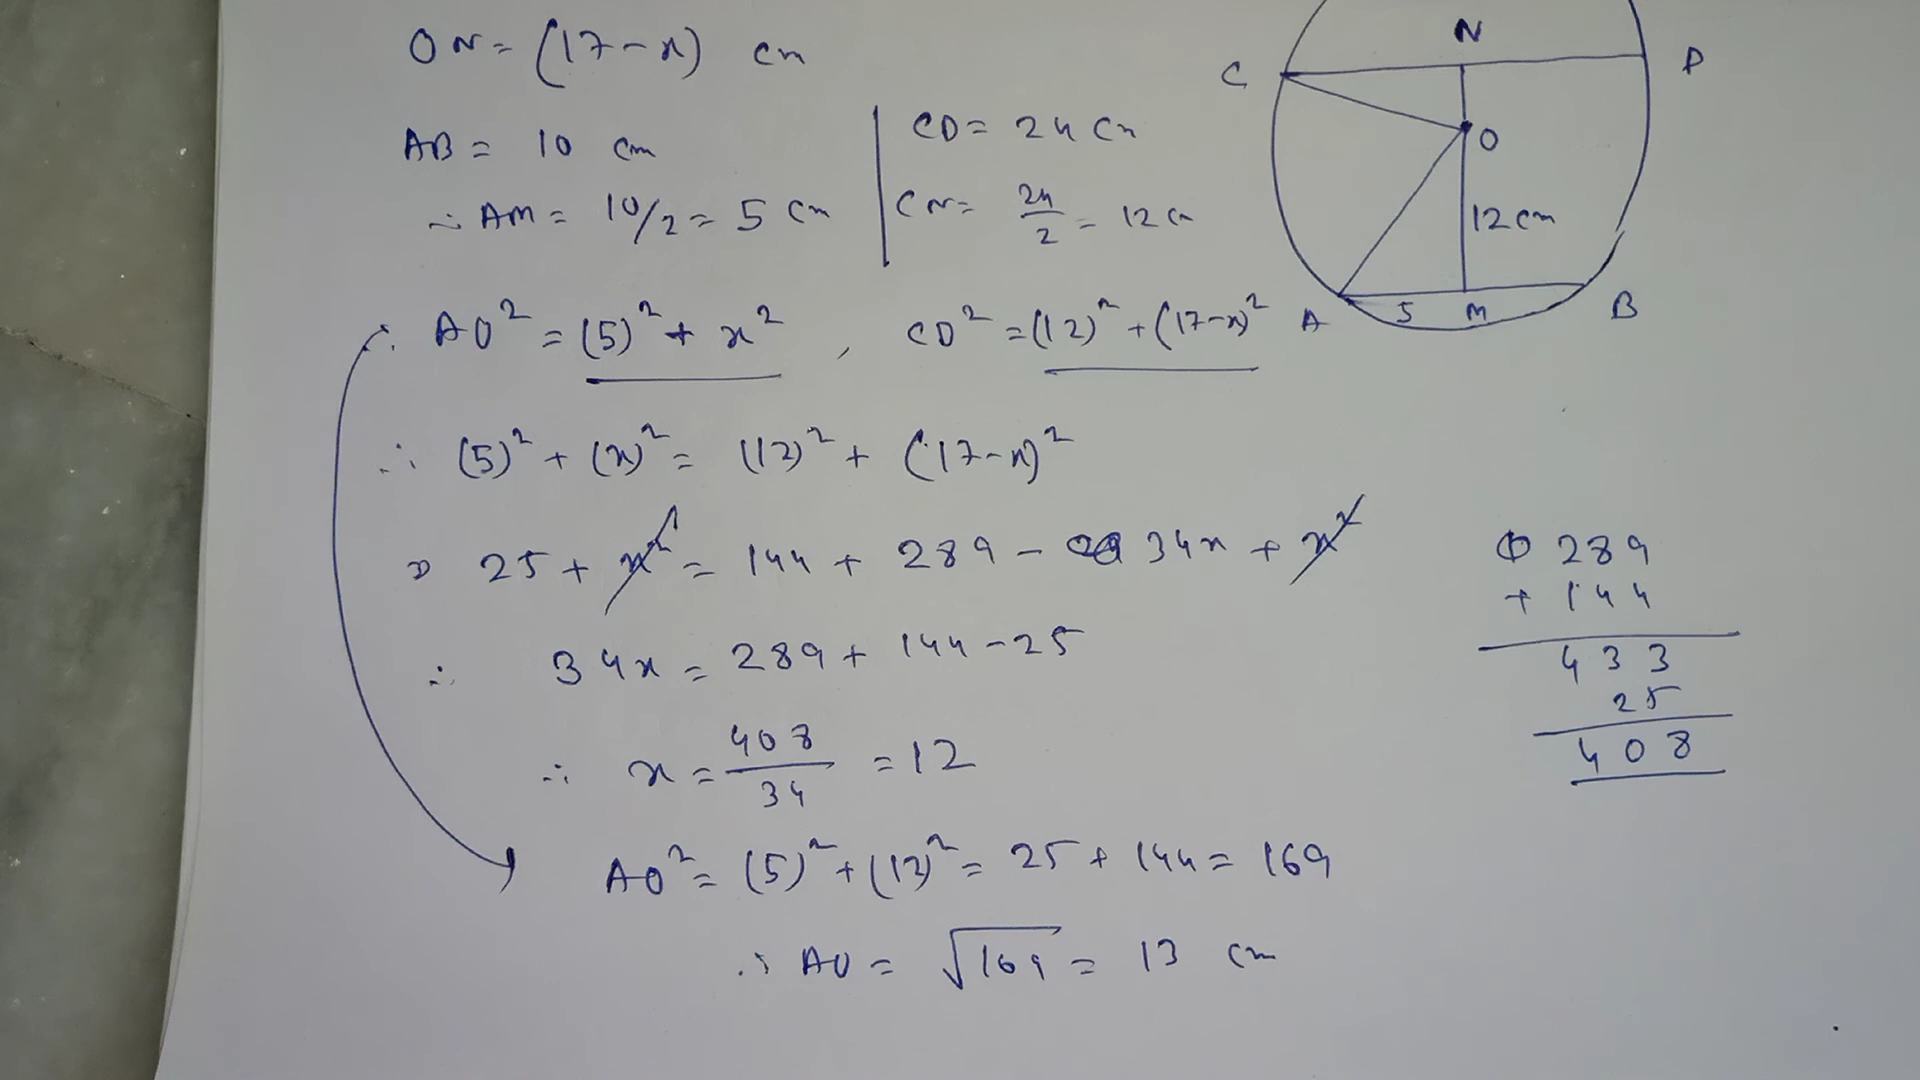 ON = (17-x) cm
AB = 10 cm
∴ AM = 10/2 = 5 cm
CD = 24 cm
CN = 24/2 = 12 cm
∴ AO² = (5)² + x² , CO² = (12)² + (17-x)²
∴ (5)² + (x)² = (12)² + (17-x)²
⇒ 25 + x² = 144 + 289 - 34x + x²
∴ 34x = 289 + 144 - 25
∴ x = 408/34 = 12
AO² = (5)² + (12)² = 25 + 144 = 169
∴ AO = √169 = 13 cm
N
C
D
O
12 cm
A
5
M
B
289
+ 144
433
25
408